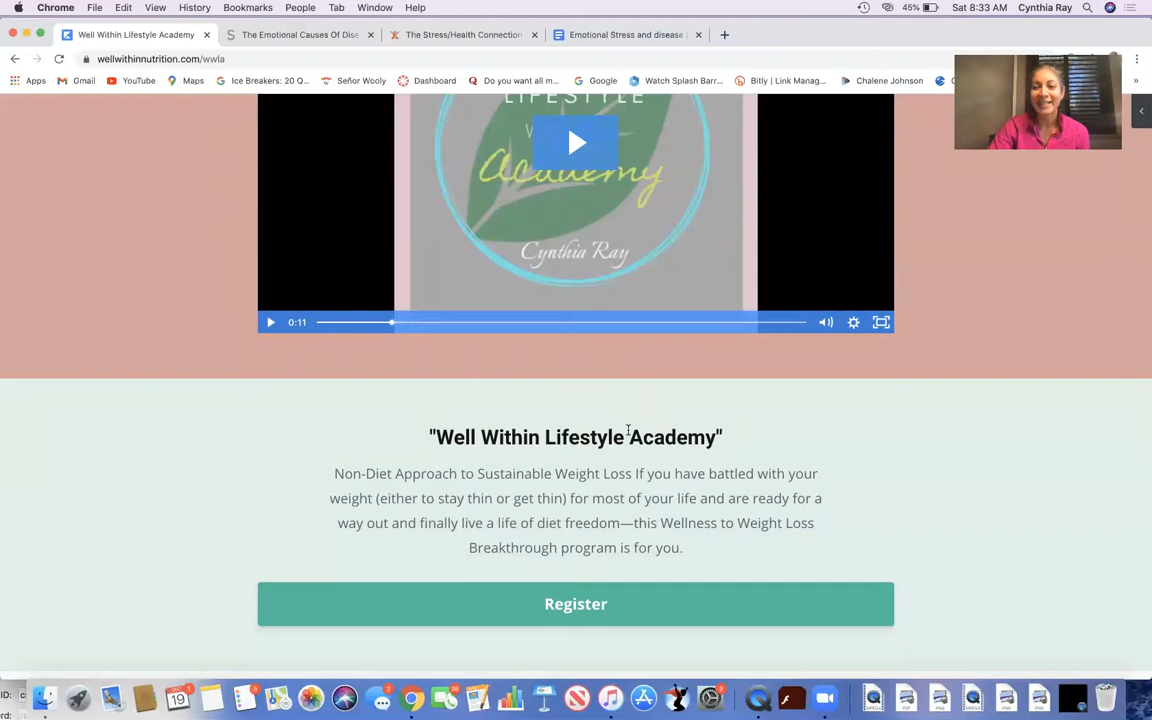 Chrome File Edit View History Bookmarks People Tab Window Help 45% Sat 8:33 AM Cynthia Ray
Well Within Lifestyle Academy The Emotional Causes Of Dise The Stress/Health Connection Emotional Stress and disease
wellwithinnutrition.com/wwla
Apps Gmail YouTube Maps Ice Breakers: 20 Q... Señor Wooly Dashboard Do you want all m... Google Watch Splash Barr... Bitly | Link Manag... Chalene Johnson
LIFESTYLE
Academy
Cynthia Ray
0:11
"Well Within Lifestyle Academy"
Non-Diet Approach to Sustainable Weight Loss If you have battled with your
weight (either to stay thin or get thin) for most of your life and are ready for a
way out and finally live a life of diet freedom—this Wellness to Weight Loss
Breakthrough program is for you.
Register
ID:
DEC
19